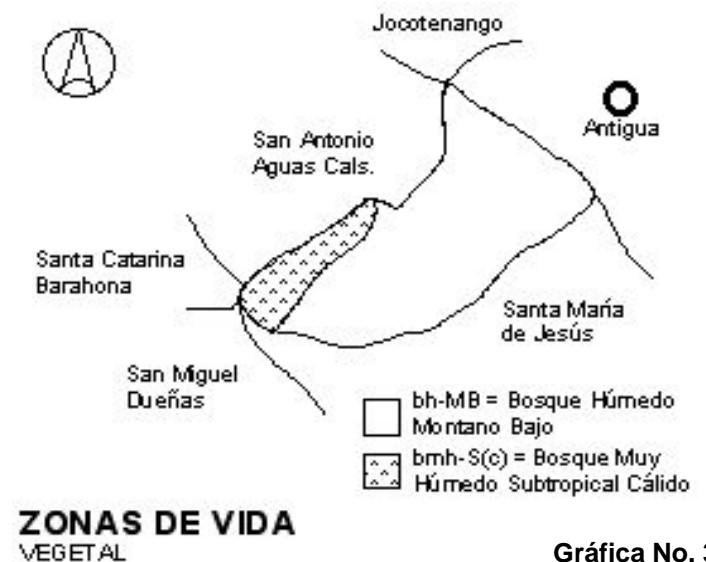 Jocotenango
Antigua
San Antonio
Aguas Cals.
Santa Catarina
Barahona
Santa María
de Jesús
San Miguel
Dueñas
bh-MB = Bosque Húmedo
Montano Bajo
bmh-S(c) = Bosque Muy
Húmedo Subtropical Cálido
ZONAS DE VIDA
VEGETAL
Gráfica No. 3